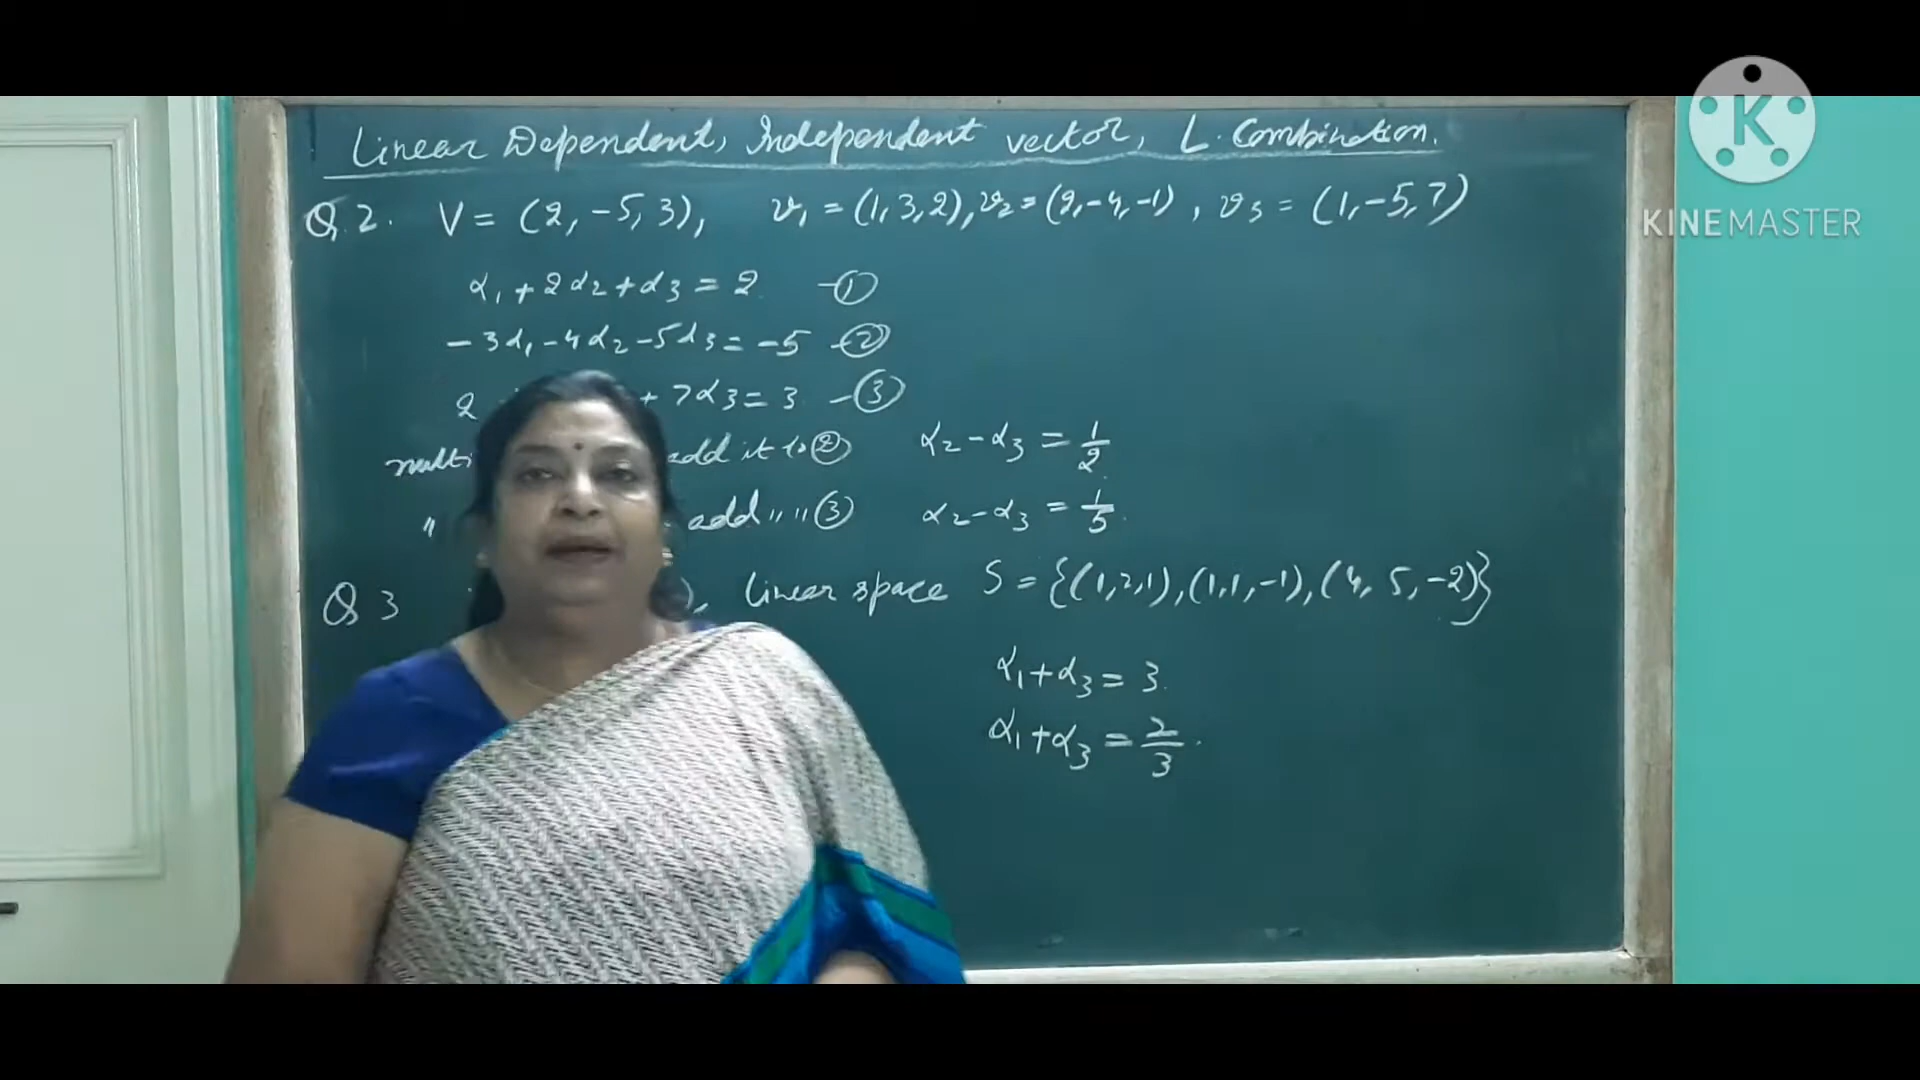 Linear Dependent, Independent vector, L. Combination.
Q.2. V = (2, -5, 3), v₁ = (1, 3, 2), v₂ = (2, -4, -1), v₃ = (1, -5, 7)
α₁ + 2α₂ + α₃ = 2 -①
-3α₁ - 4α₂ - 5α₃ = -5 -②
2 + 7α₃ = 3 -③
add it to ② α₂ - α₃ = 1/2
" add " " ③ α₂ - α₃ = 1/5
Q 3 ), linear space S = {(1,2,1), (1,1,-1), (4, 5, -2)}
α₁ + α₃ = 3
α₁ + α₃ = 2/3
K
KINEMASTER